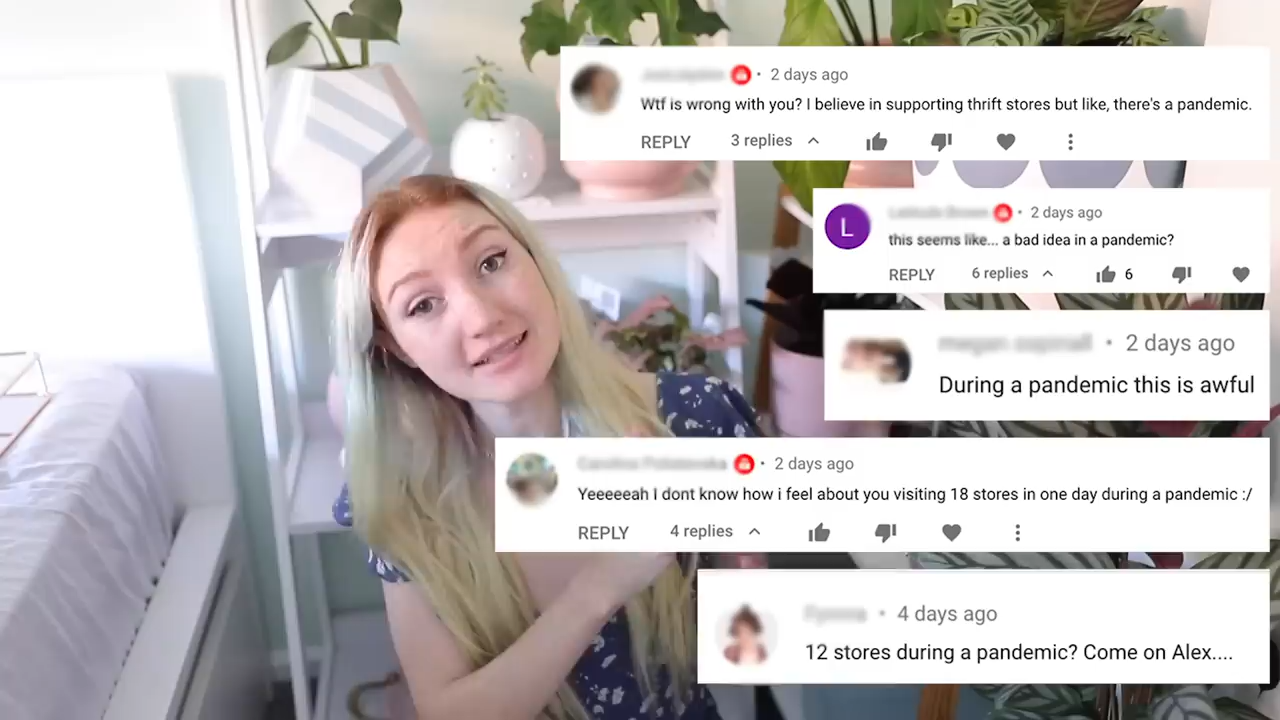 2 days ago
Wtf is wrong with you? I believe in supporting thrift stores but like, there's a pandemic.
REPLY 3 replies
L
2 days ago
this seems like... a bad idea in a pandemic?
REPLY 6 replies 6
2 days ago
During a pandemic this is awful
2 days ago
Yeeeeeah I dont know how i feel about you visiting 18 stores in one day during a pandemic :/
REPLY 4 replies
4 days ago
12 stores during a pandemic? Come on Alex....